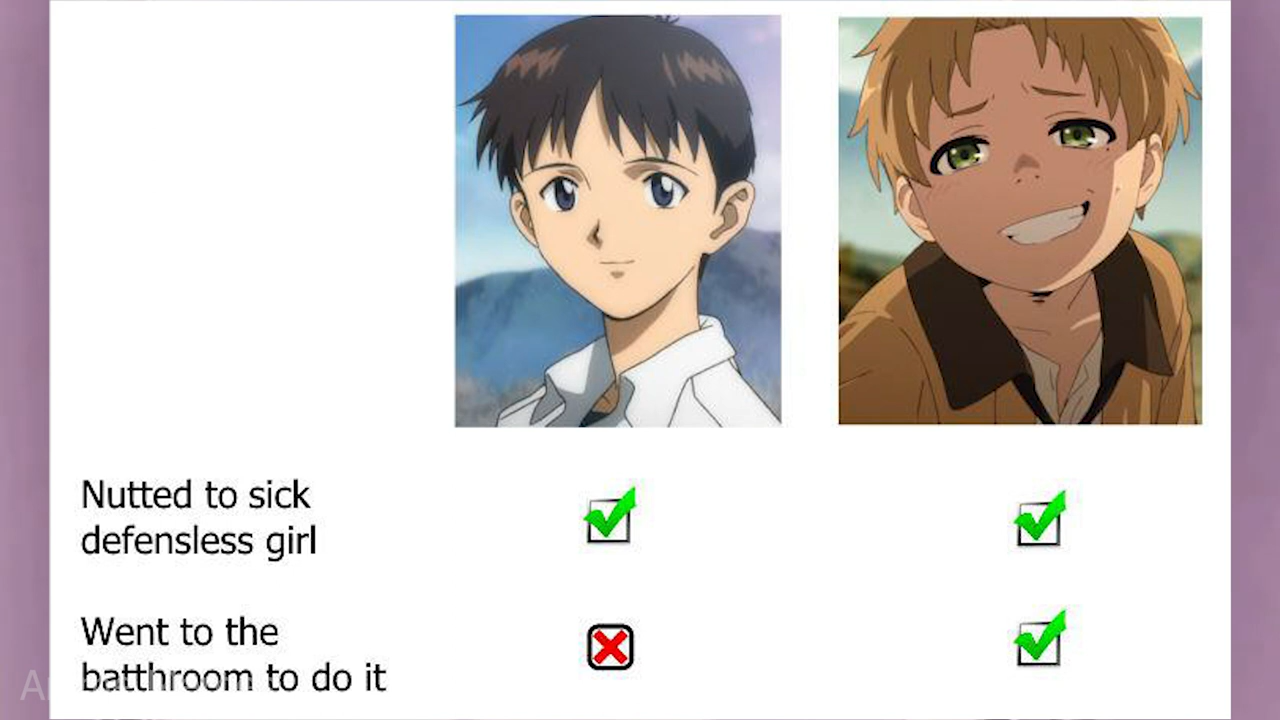 Nutted to sick
defensless girl
Went to the
batthroom to do it